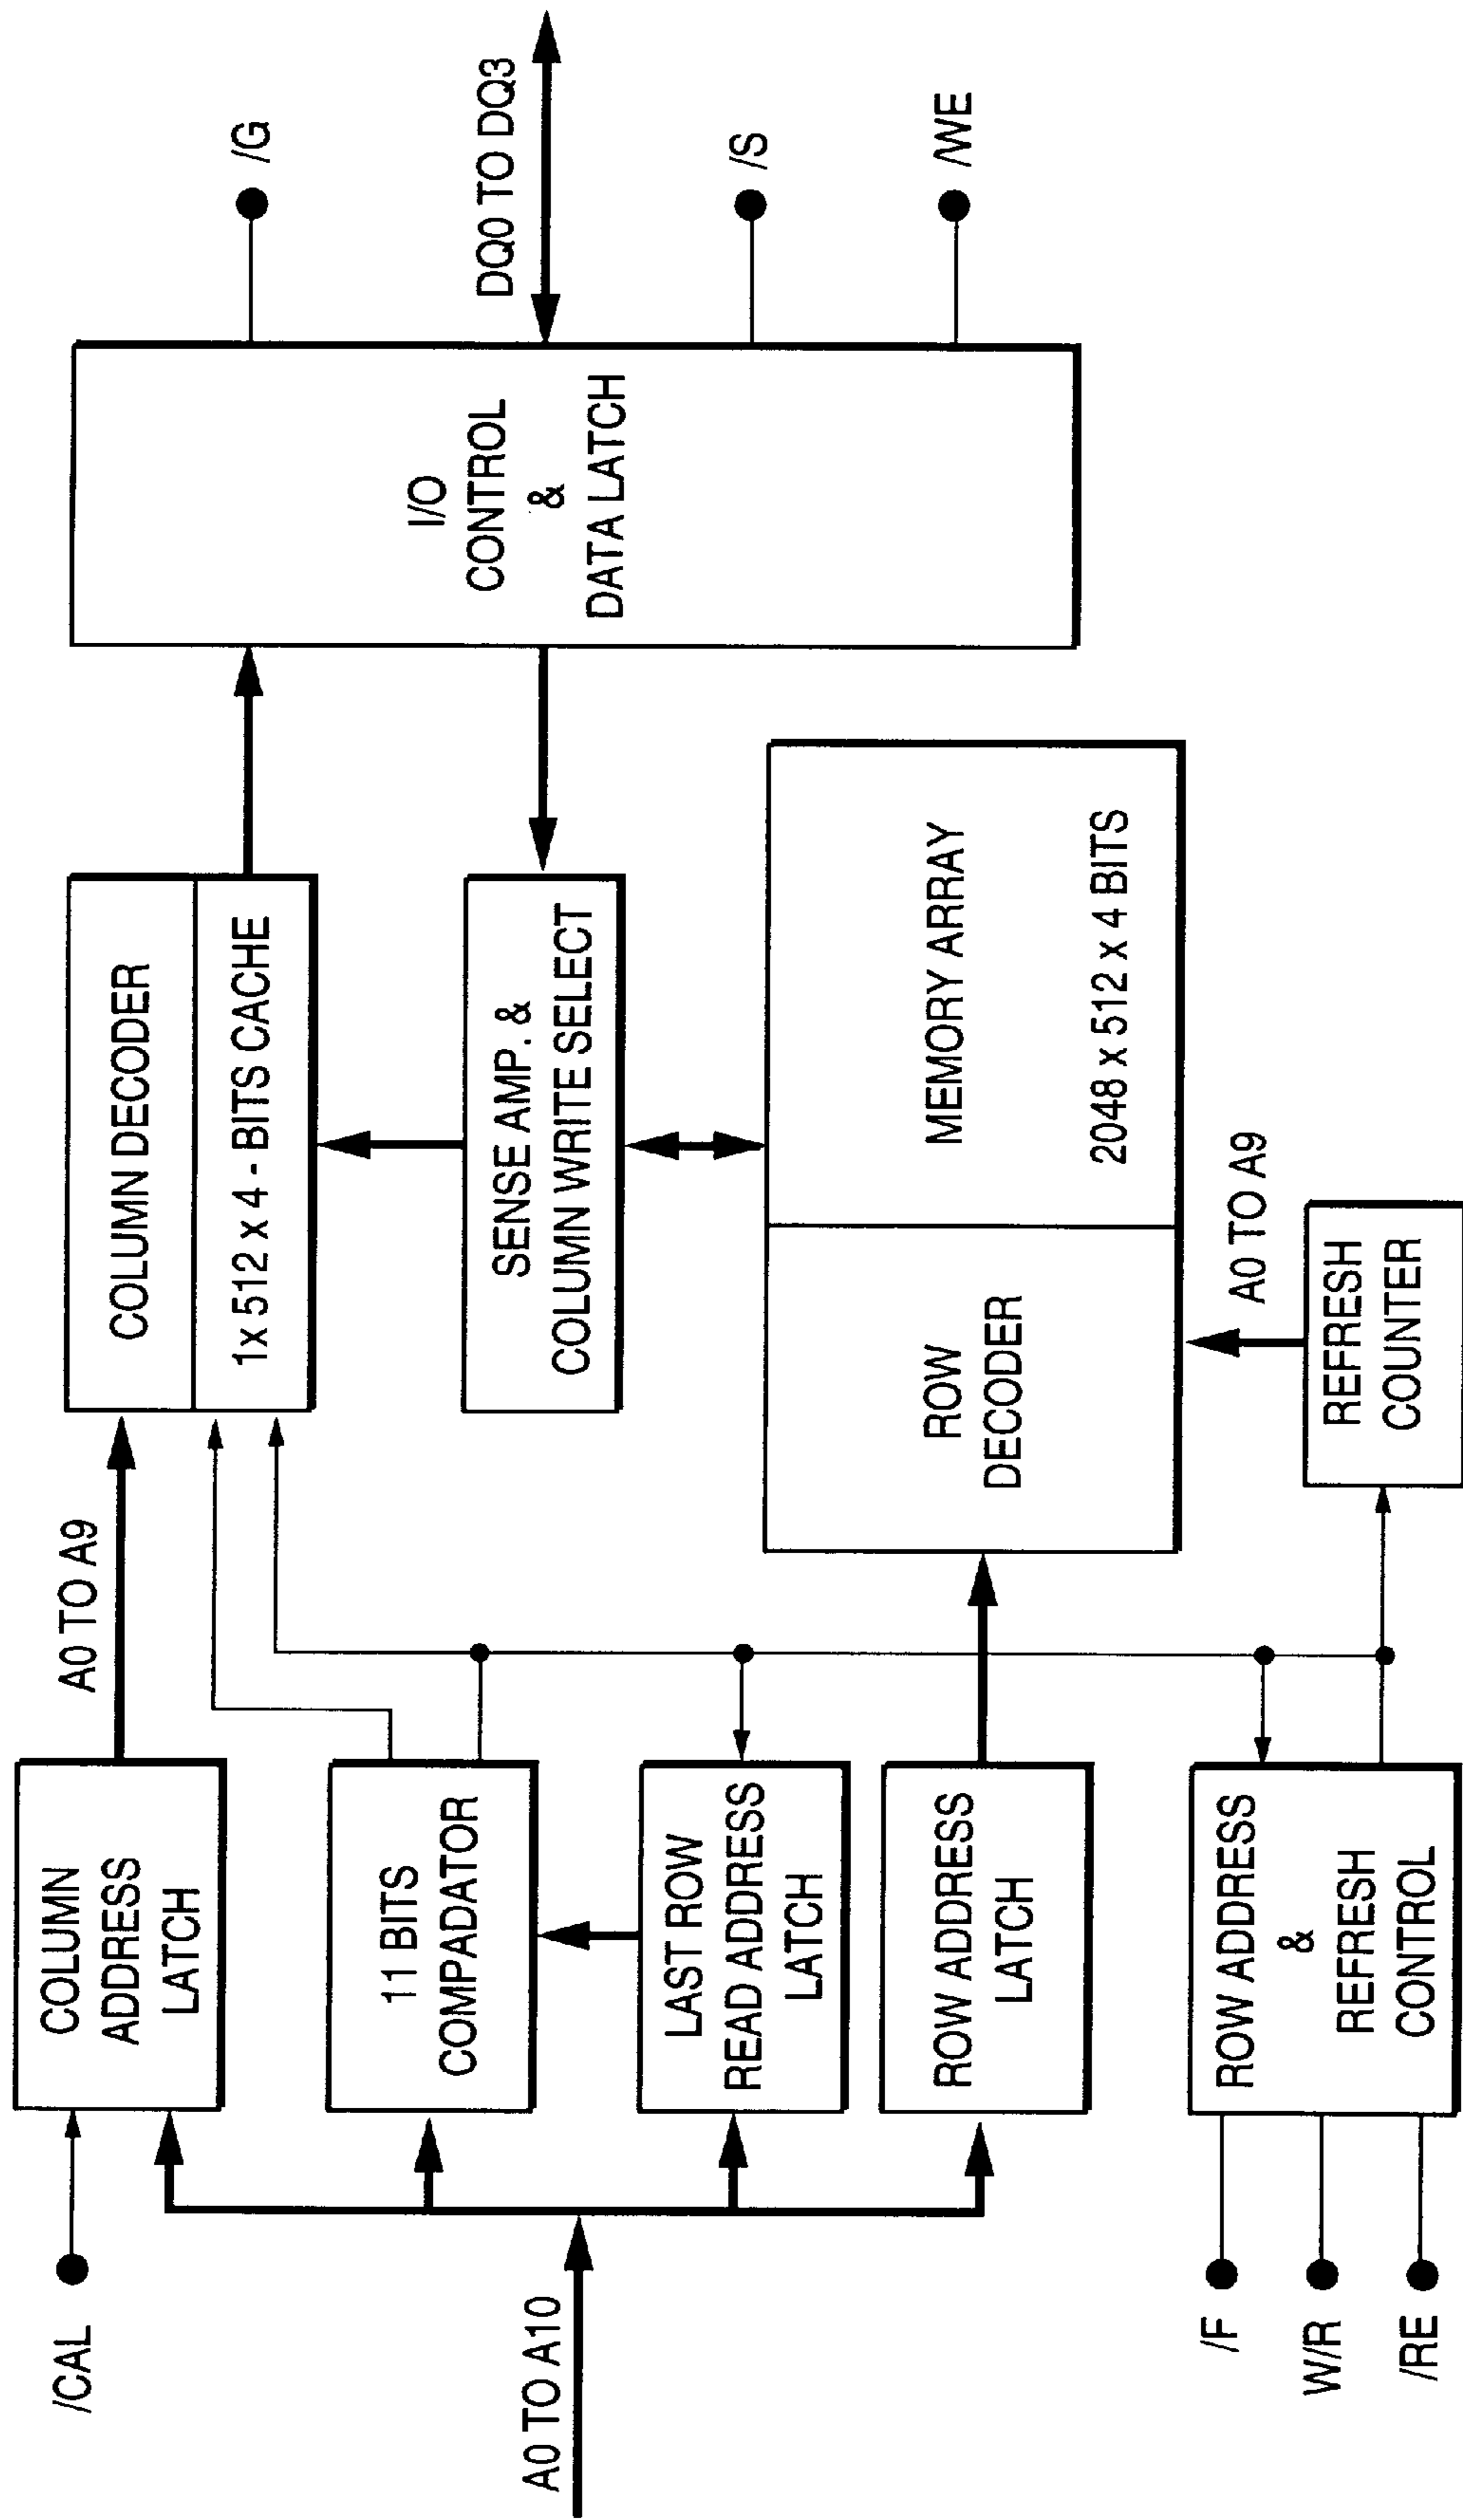 /CAL
A0 TO A10
/F
W/R
/RE
COLUMN
ADDRESS
LATCH
11 BITS
COMPADATOR
LAST ROW
READ ADDRESS
LATCH
ROW ADDRESS
LATCH
ROW ADDRESS
&
REFRESH
CONTROL
A0 TO A9
COLUMN DECODER
1x 512 x 4 - BITS CACHE
SENSE AMP. &
COLUMN WRITE SELECT
ROW
DECODER
MEMORY ARRAY
2048 x 512 x 4 BITS
A0 TO A9
REFRESH
COUNTER
I/O
CONTROL
&
DATA LATCH
/G
DQ0 TO DQ3
/S
/WE